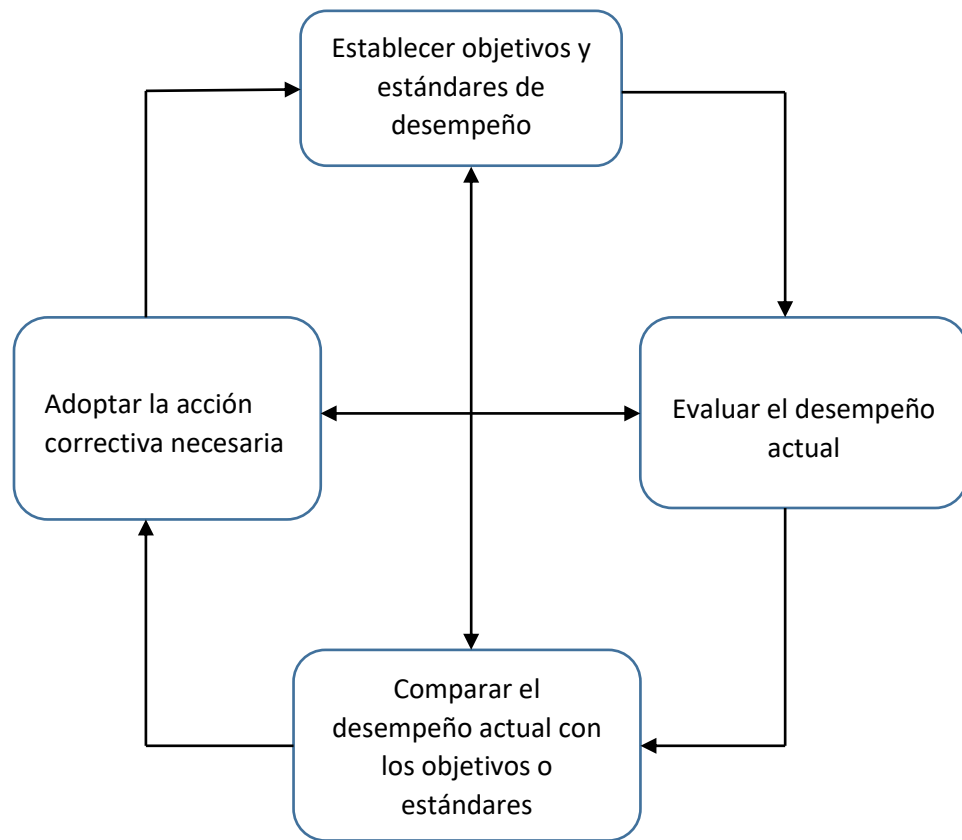 Establecer objetivos y
estándares de
desempeño
Adoptar la acción
correctiva necesaria
Evaluar el desempeño
actual
Comparar el
desempeño actual con
los objetivos o
estándares